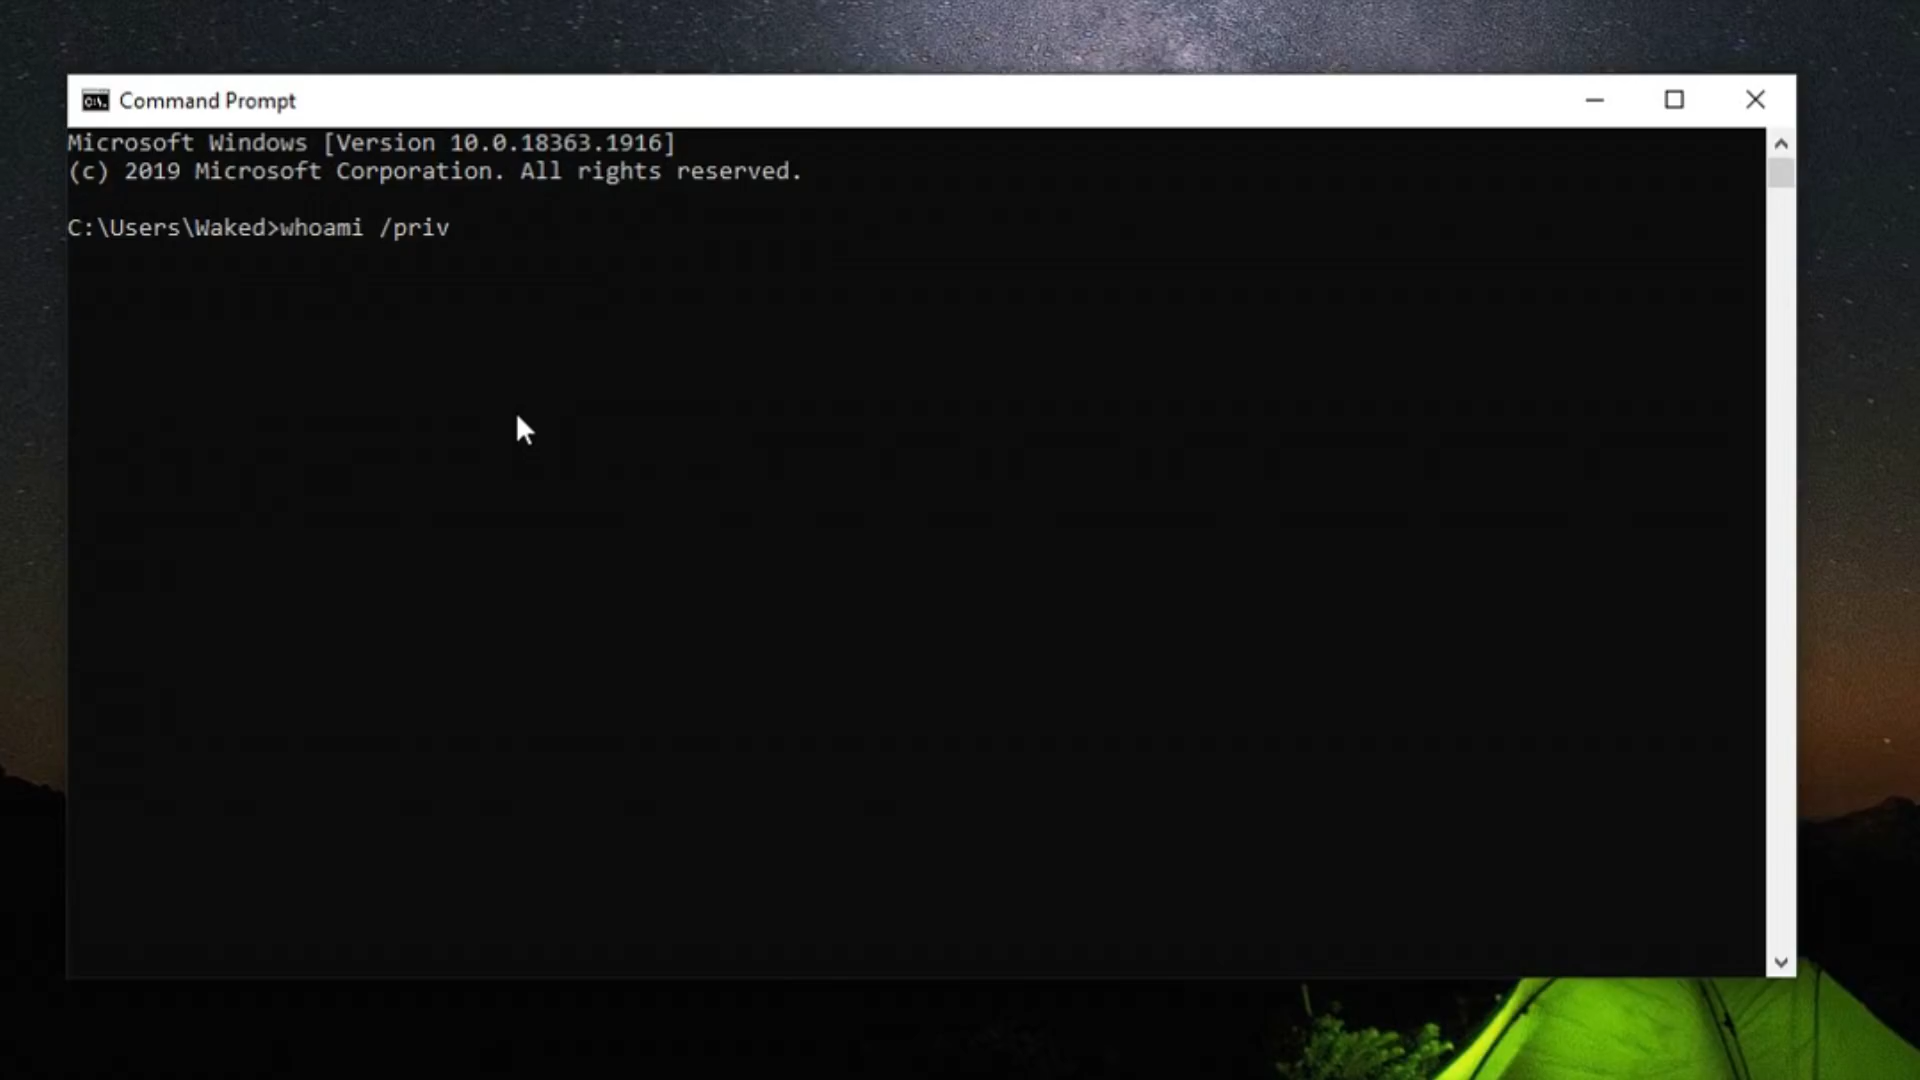 Command Prompt
Microsoft Windows [Version 10.0.18363.1916]
(c) 2019 Microsoft Corporation. All rights reserved.
C:\Users\Waked>whoami /priv